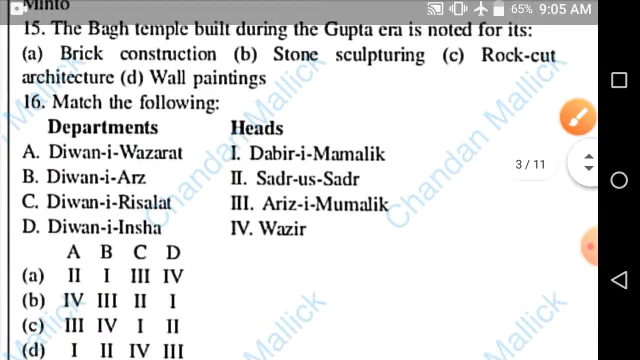 Minto
65% 9:05 AM
15. The Bagh temple built during the Gupta era is noted for its:
(a) Brick construction (b) Stone sculpturing (c) Rock-cut
architecture (d) Wall paintings
16. Match the following:
Departments Heads
A. Diwan-i-Wazarat I. Dabir-i-Mamalik
B. Diwan-i-Arz II. Sadr-us-Sadr
C. Diwan-i-Risalat III. Ariz-i-Mumalik
D. Diwan-i-Insha IV. Wazir
A B C D
(a) II I III IV
(b) IV III II I
(c) III IV I II
(d) I II IV III
3 / 11
Chandan Mallick
Chandan Mallick
Mallick
Mallick
Mallick